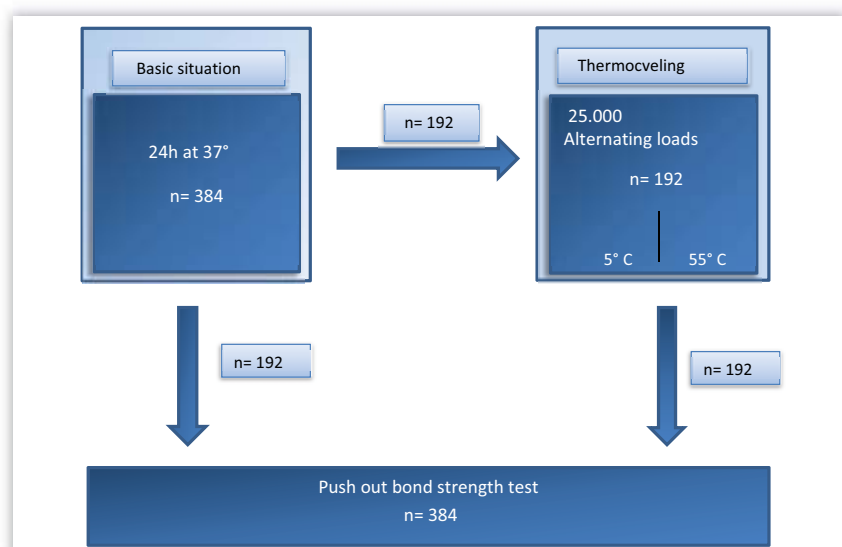 Basic situation
24h at 37°
n= 384
n= 192
Thermocveling
25.000
Alternating loads
n= 192
5° C 55° C
n= 192
n= 192
Push out bond strength test
n= 384